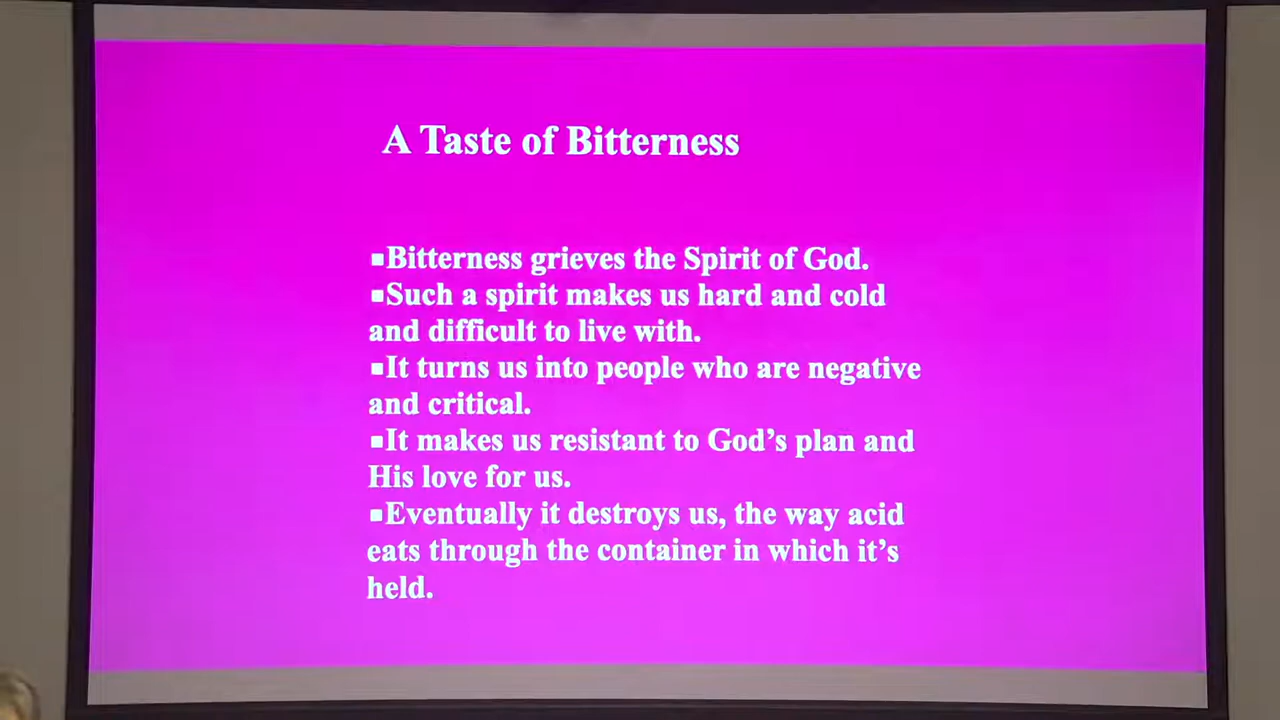 A Taste of Bitterness
▪Bitterness grieves the Spirit of God.
▪Such a spirit makes us hard and cold
and difficult to live with.
▪It turns us into people who are negative
and critical.
▪It makes us resistant to God’s plan and
His love for us.
▪Eventually it destroys us, the way acid
eats through the container in which it’s
held.